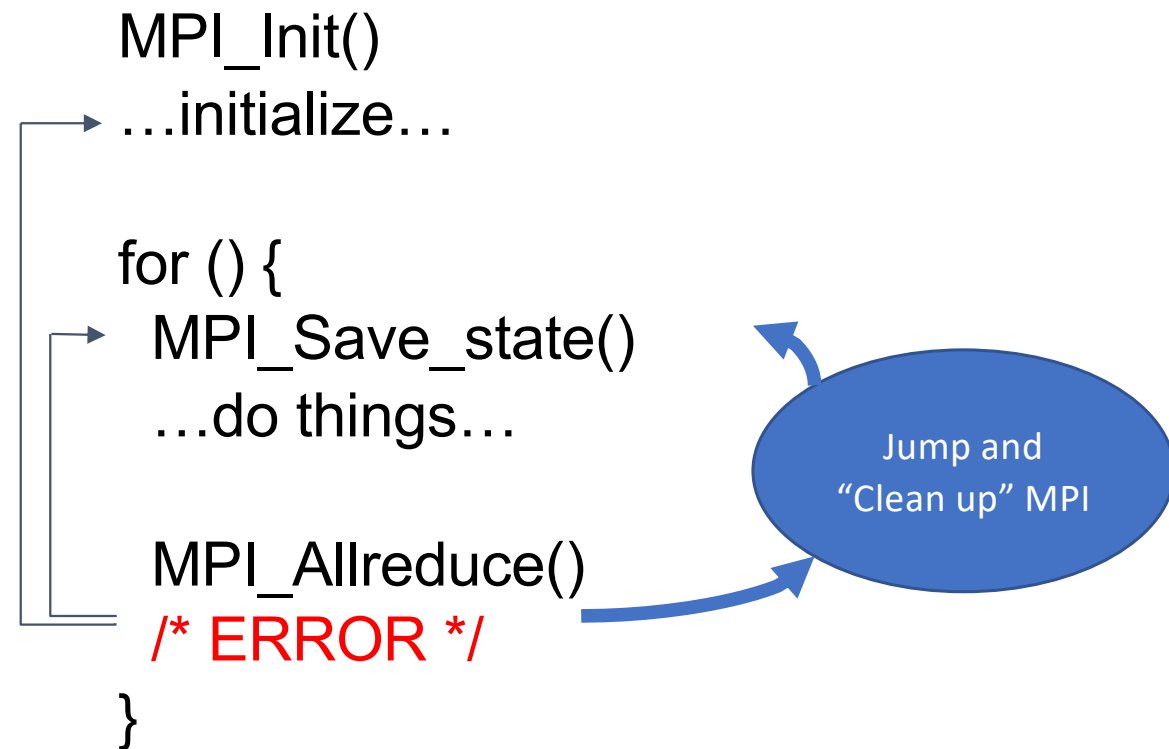 MPI_Init()
…initialize…
for () {
MPI_Save_state()
…do things…
MPI_Allreduce()
/* ERROR */
}
Jump and
“Clean up” MPI